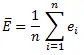 Ē = 1/n ∑_{i=1}^{n} e_i